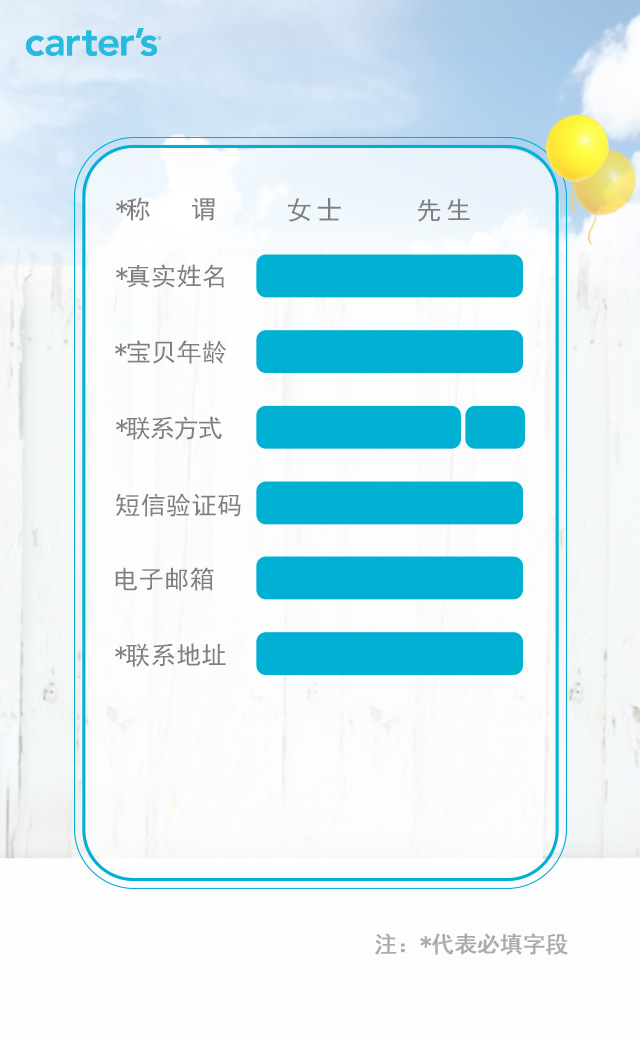 carter's
*称 谓 女士 先生
*真实姓名
*宝贝年龄
*联系方式
短信验证码
电子邮箱
*联系地址
注：*代表必填字段